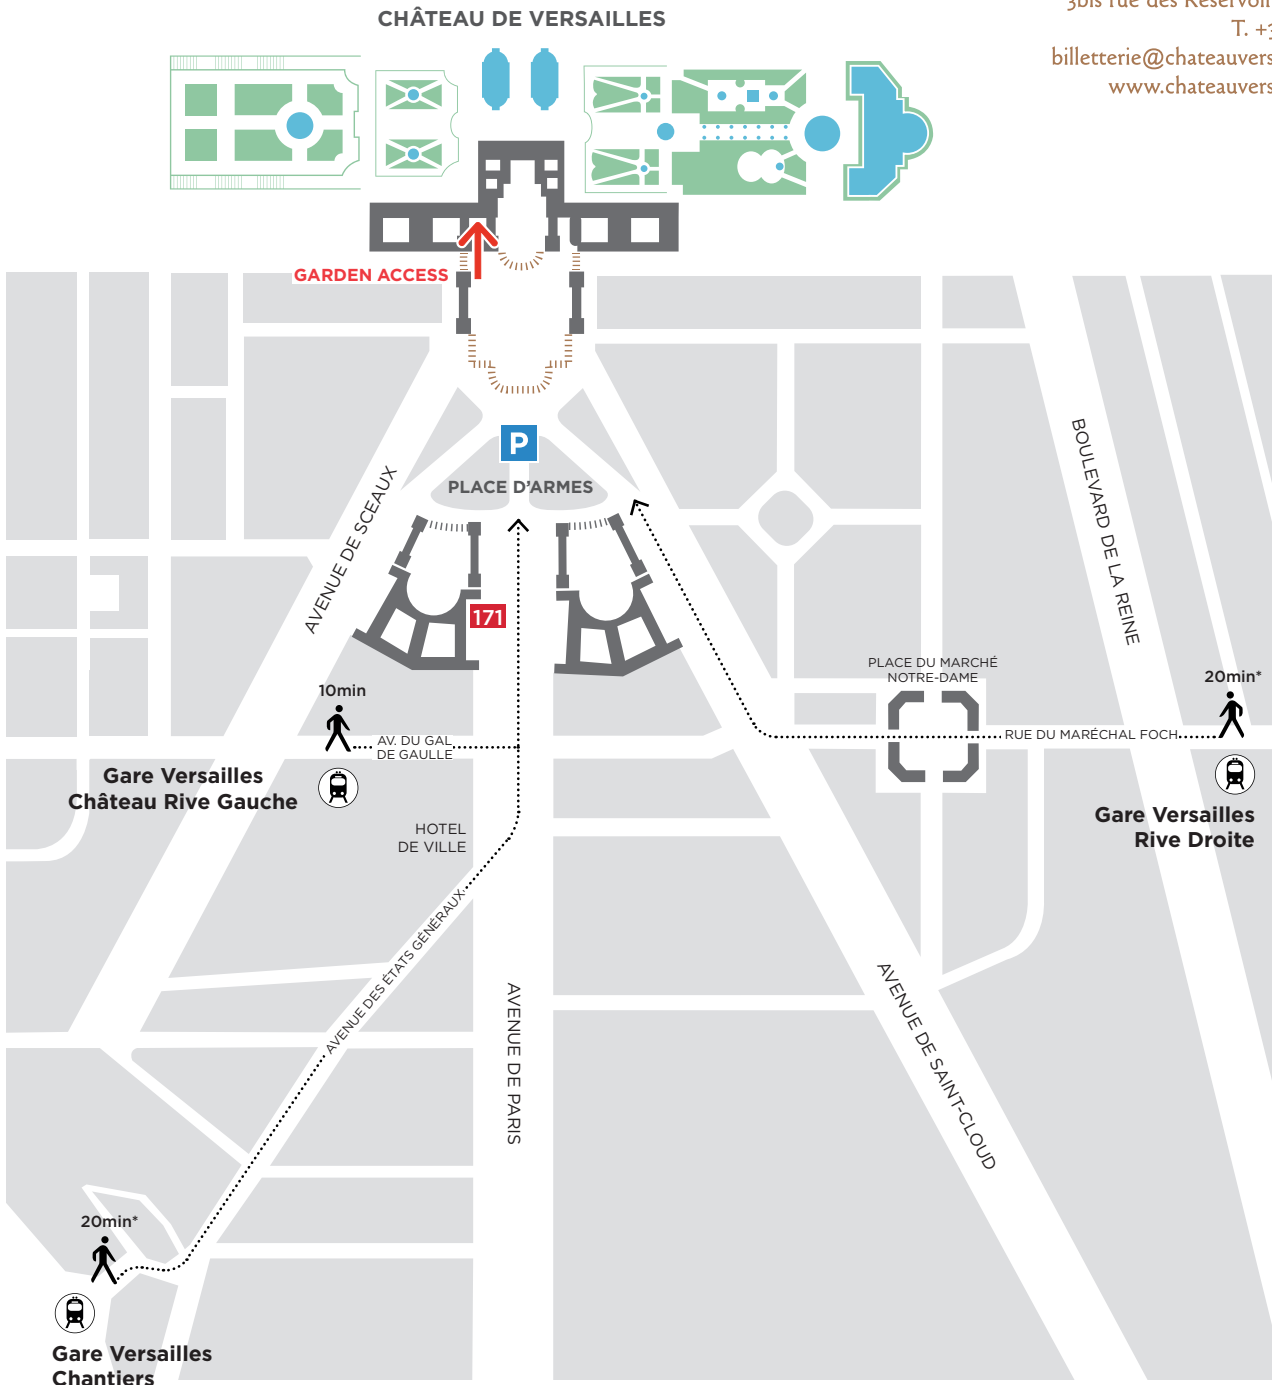 CHÂTEAU DE VERSAILLES
3bis rue des
T.
billetterie@chateauvers
www.chateauvers
GARDEN ACCESS
P
PLACE D'ARMES
AVENUE DE SCEAUX
BOULEVARD DE LA REINE
171
PLACE DU MARCHÉ
NOTRE-DAME
10min
20min*
AV. DU GAL
DE GAULLE
RUE DU MARÉCHAL FOCH
Gare Versailles
Château Rive Gauche
Gare Versailles
Rive Droite
HOTEL
DE VILLE
AVENUE DES ÉTATS GÉNÉRAUX
AVENUE DE PARIS
AVENUE DE SAINT-CLOUD
20min*
Gare Versailles
Chantiers